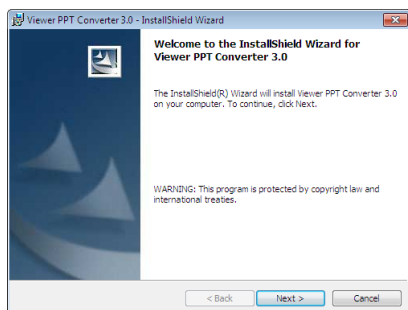 Viewer PPT Converter 3.0 - InstallShield Wizard
Welcome to the InstallShield Wizard for
Viewer PPT Converter 3.0
The InstallShield(R) Wizard will install Viewer PPT Converter 3.0
on your computer. To continue, click Next.
WARNING: This program is protected by copyright law and
international treaties.
< Back Next > Cancel